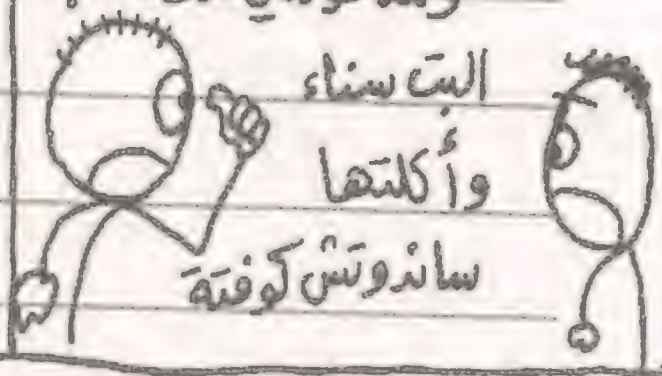 البت سناء
وأكلتها
ساندوتش كوفتة